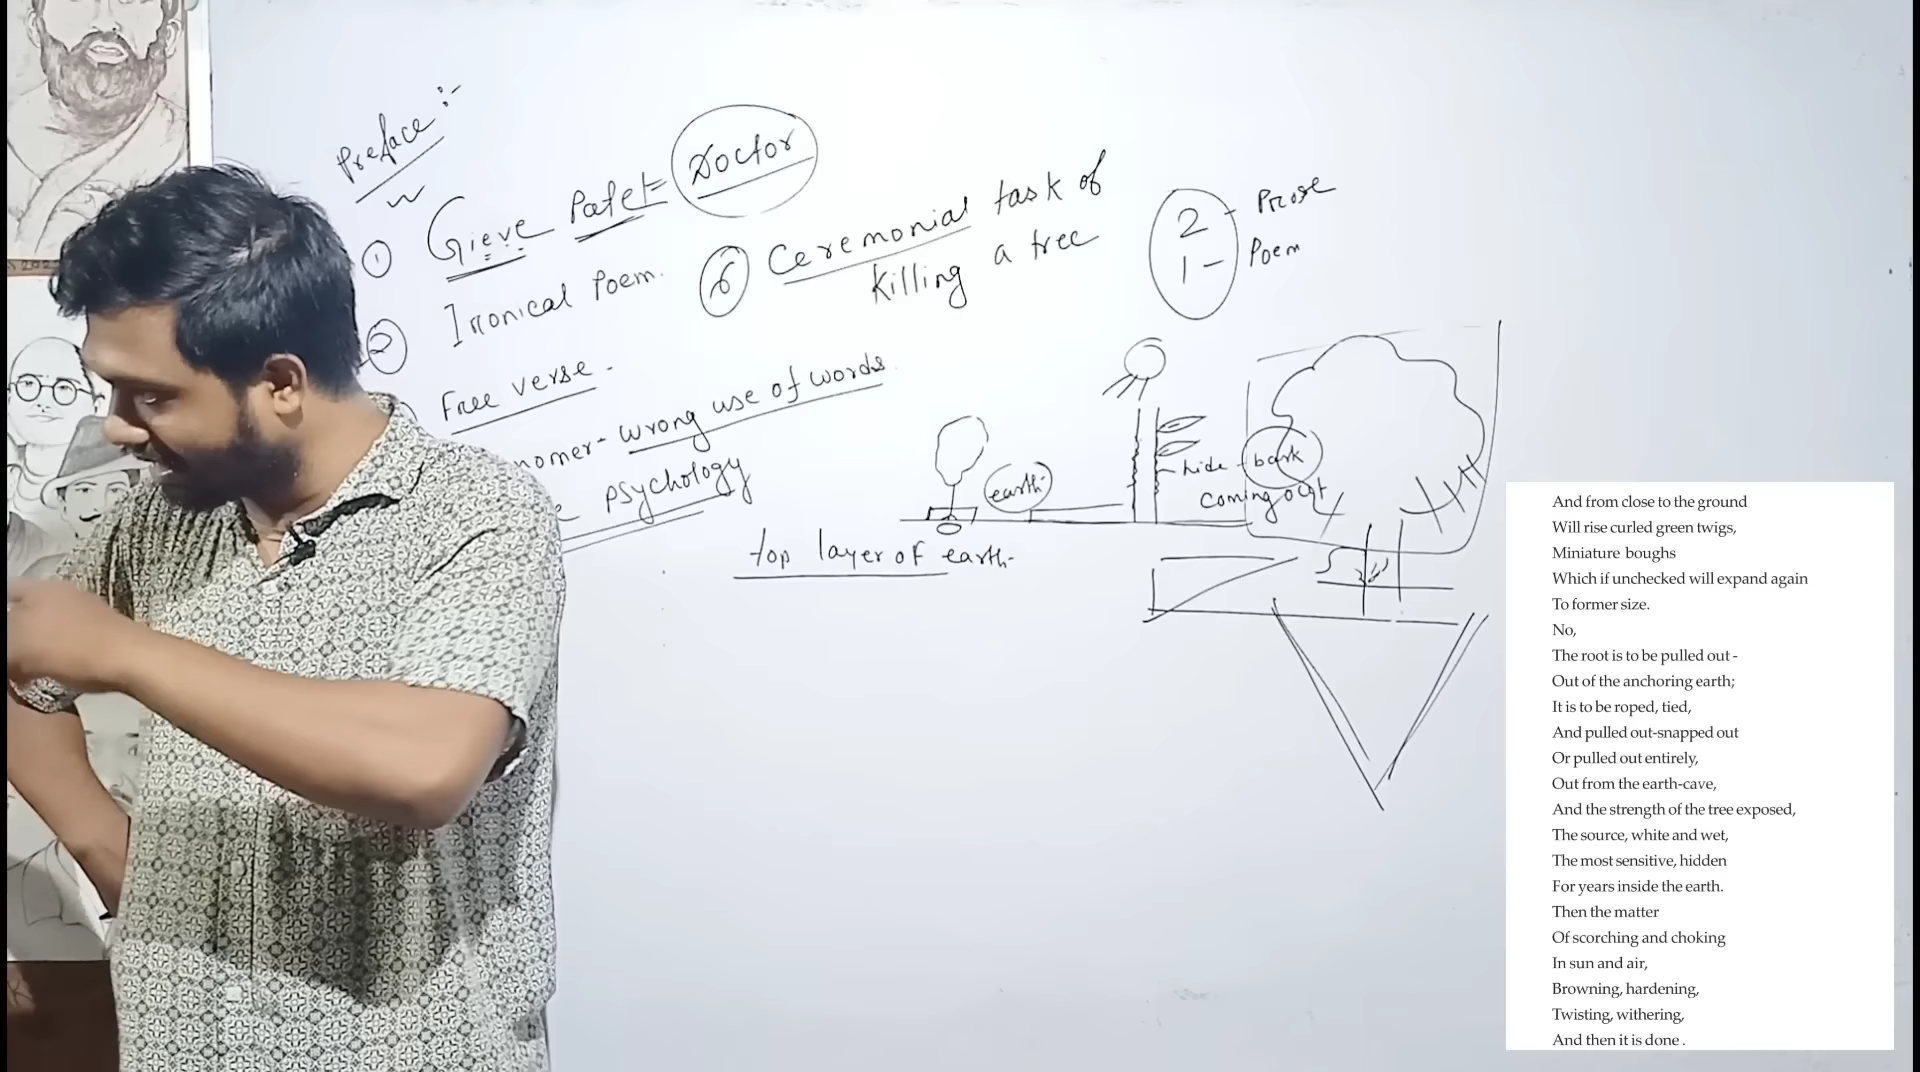 Preface :-
① Gieve Patel = Doctor
② Ironical Poem.
Free verse.
nomer - wrong use of words
psychology
⑥ Ceremonial task of
killing a tree
2 - Prose
1 - Poem
earth
hide - bark
coming out
top layer of earth
And from close to the ground
Will rise curled green twigs,
Miniature boughs
Which if unchecked will expand again
To former size.
No,
The root is to be pulled out -
Out of the anchoring earth;
It is to be roped, tied,
And pulled out-snapped out
Or pulled out entirely,
Out from the earth-cave,
And the strength of the tree exposed,
The source, white and wet,
The most sensitive, hidden
For years inside the earth.
Then the matter
Of scorching and choking
In sun and air,
Browning, hardening,
Twisting, withering,
And then it is done .